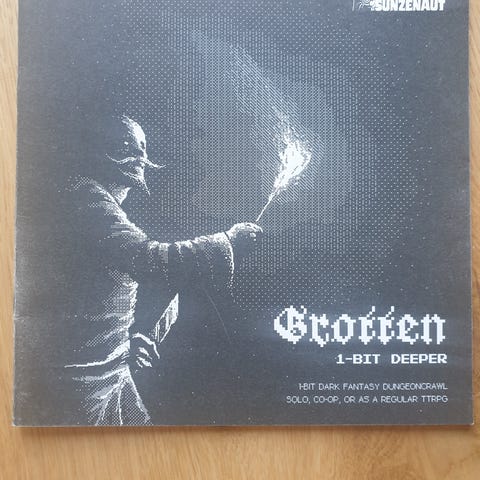 SUNZENAUT
Grotten
1-BIT DEEPER
1-BIT DARK FANTASY DUNGEONCRAWL
SOLO, CO-OP, OR AS A REGULAR TTRPG